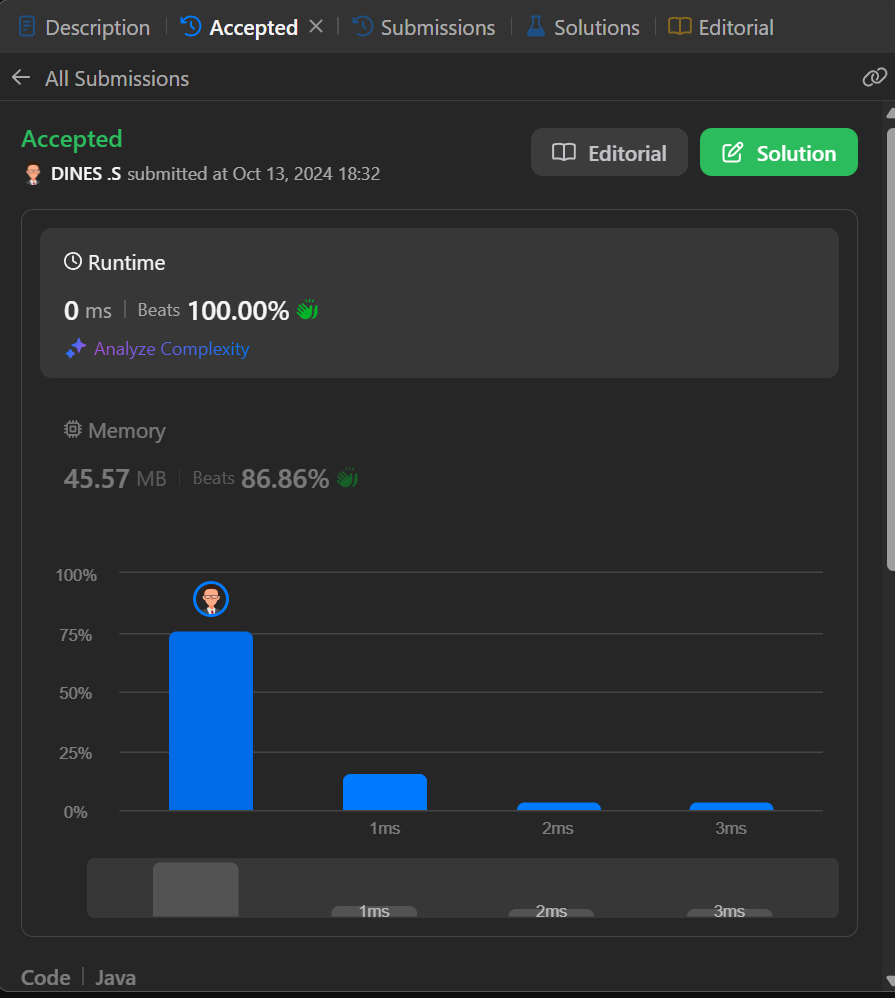 Description | Accepted | Submissions | Solutions | Editorial
All Submissions
Accepted
Editorial
Solution
DINES .S submitted at Oct 13, 2024 18:32
Runtime
0 ms | Beats 100.00%
Analyze Complexity
Memory
45.57 MB | Beats 86.86%
100%
75%
50%
25%
0%
1ms 2ms 3ms
1ms 2ms 3ms
Code | Java